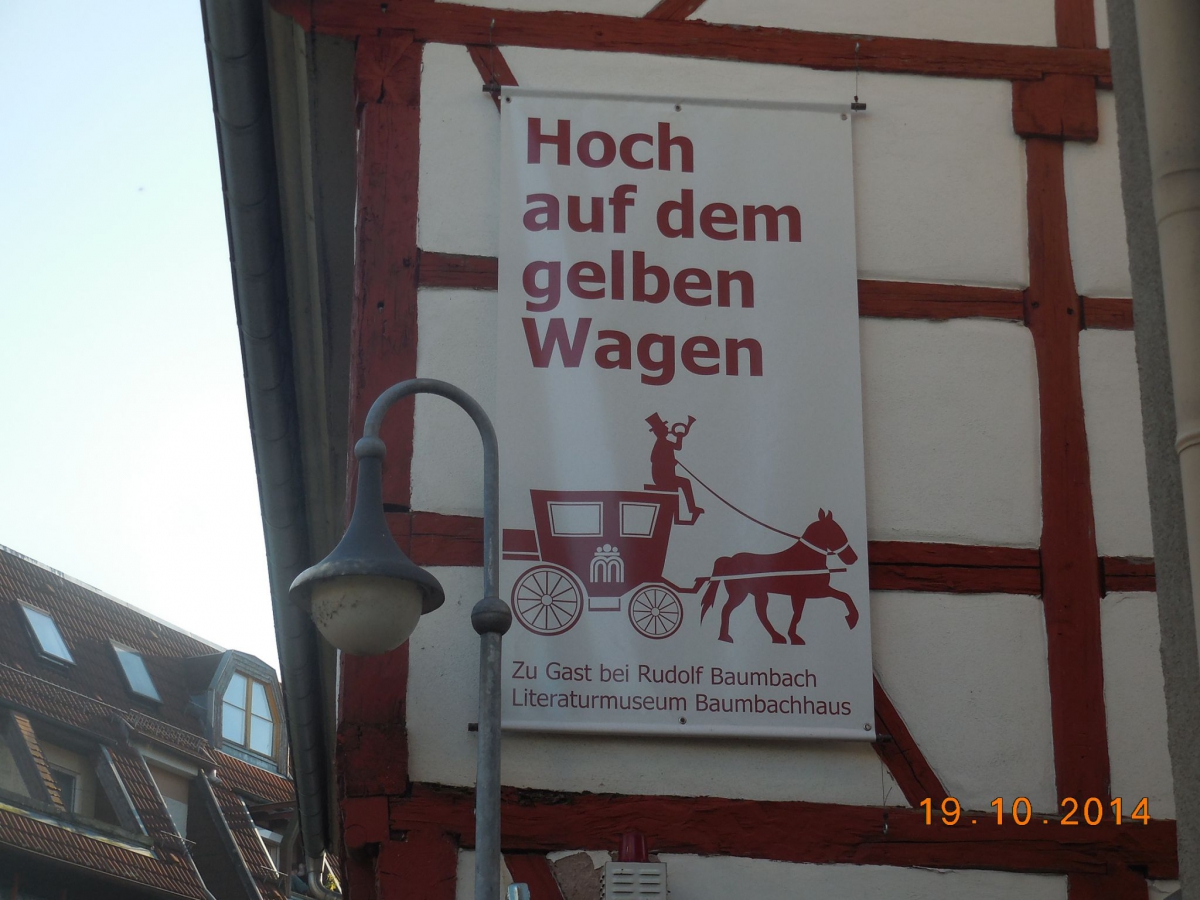 Hoch
auf dem
gelben
Wagen
Zu Gast bei Rudolf Baumbach
Literaturmuseum Baumbachhaus
19.10.2014